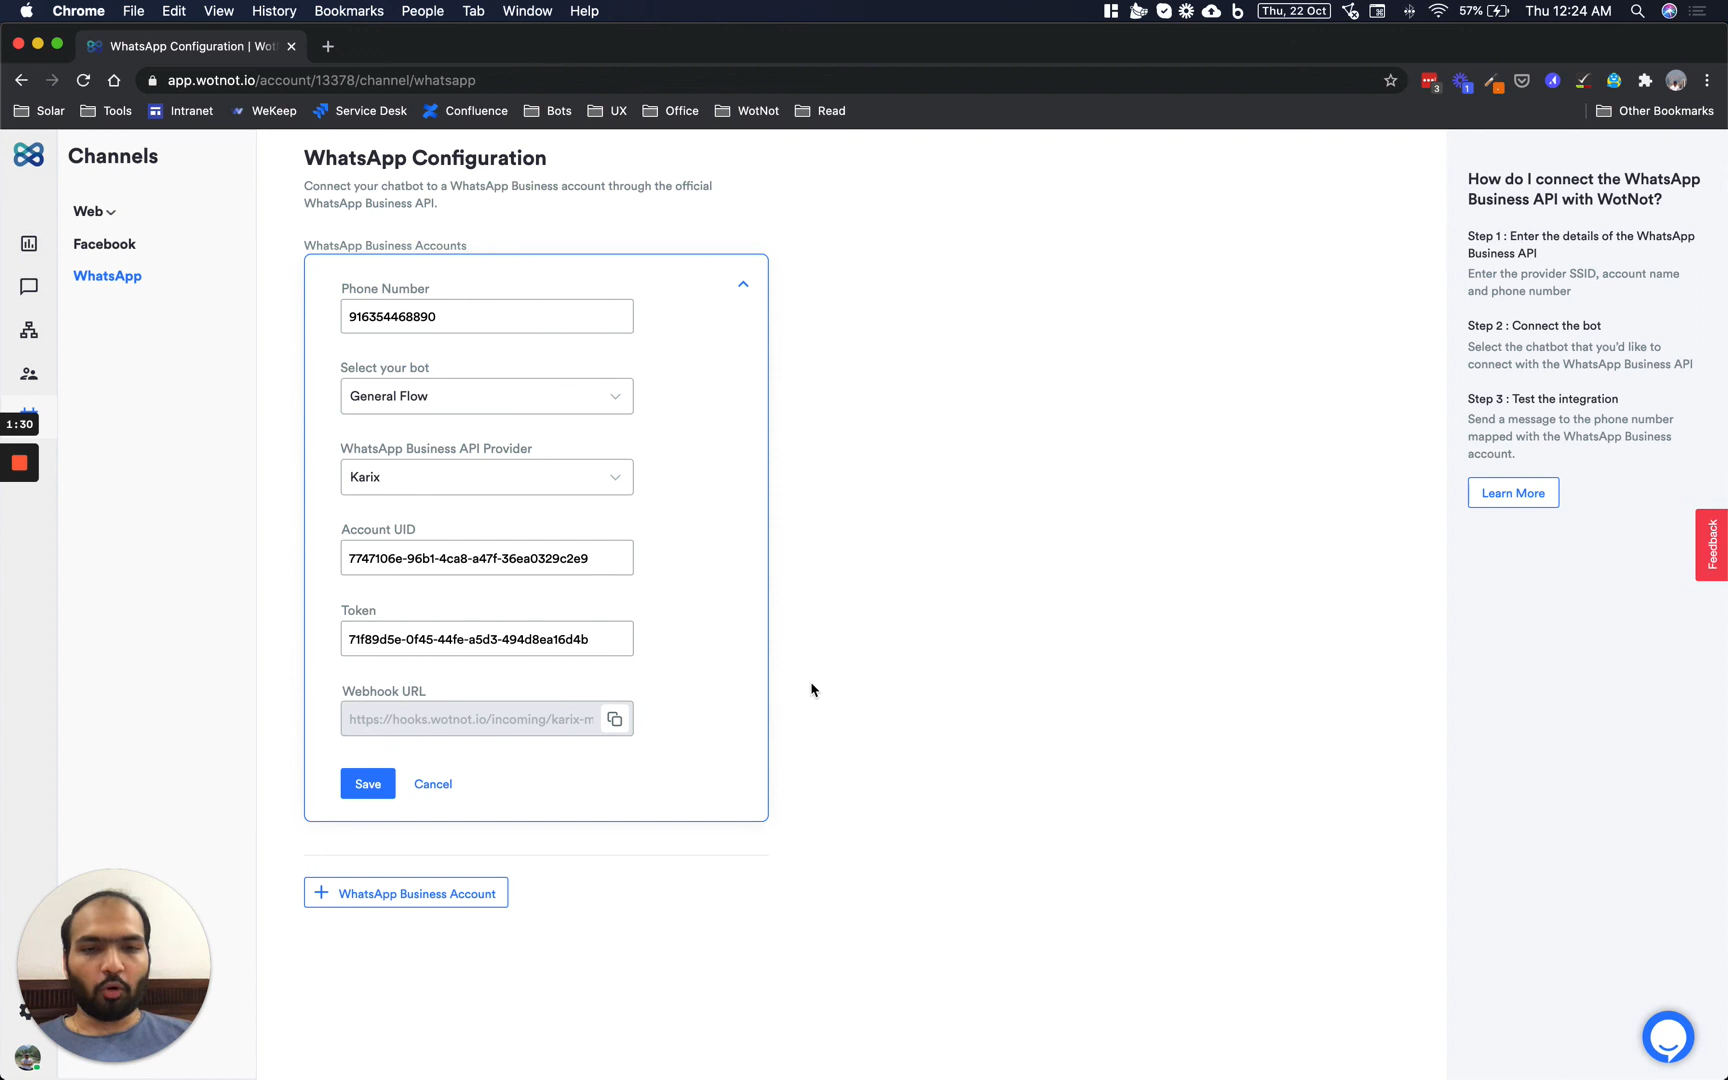 Chrome File Edit View History Bookmarks People Tab Window Help
Thu, 22 Oct 57% Thu 12:24 AM
WhatsApp Configuration | Wot
app.wotnot.io/account/13378/channel/whatsapp
3 1
Solar Tools Intranet WeKeep Service Desk Confluence Bots UX Office WotNot Read Other Bookmarks
Channels
Web
Facebook
WhatsApp
1:30
WhatsApp Configuration
Connect your chatbot to a WhatsApp Business account through the official
WhatsApp Business API.
WhatsApp Business Accounts
Phone Number
916354468890
Select your bot
General Flow
WhatsApp Business API Provider
Karix
Account UID
7747106e-96b1-4ca8-a47f-36ea0329c2e9
Token
71f89d5e-0f45-44fe-a5d3-494d8ea16d4b
Webhook URL
https://hooks.wotnot.io/incoming/karix-m
Save Cancel
+ WhatsApp Business Account
How do I connect the WhatsApp
Business API with WotNot?
Step 1 : Enter the details of the WhatsApp
Business API
Enter the provider SSID, account name
and phone number
Step 2 : Connect the bot
Select the chatbot that you'd like to
connect with the WhatsApp Business API
Step 3 : Test the integration
Send a message to the phone number
mapped with the WhatsApp Business
account.
Learn More
Feedback